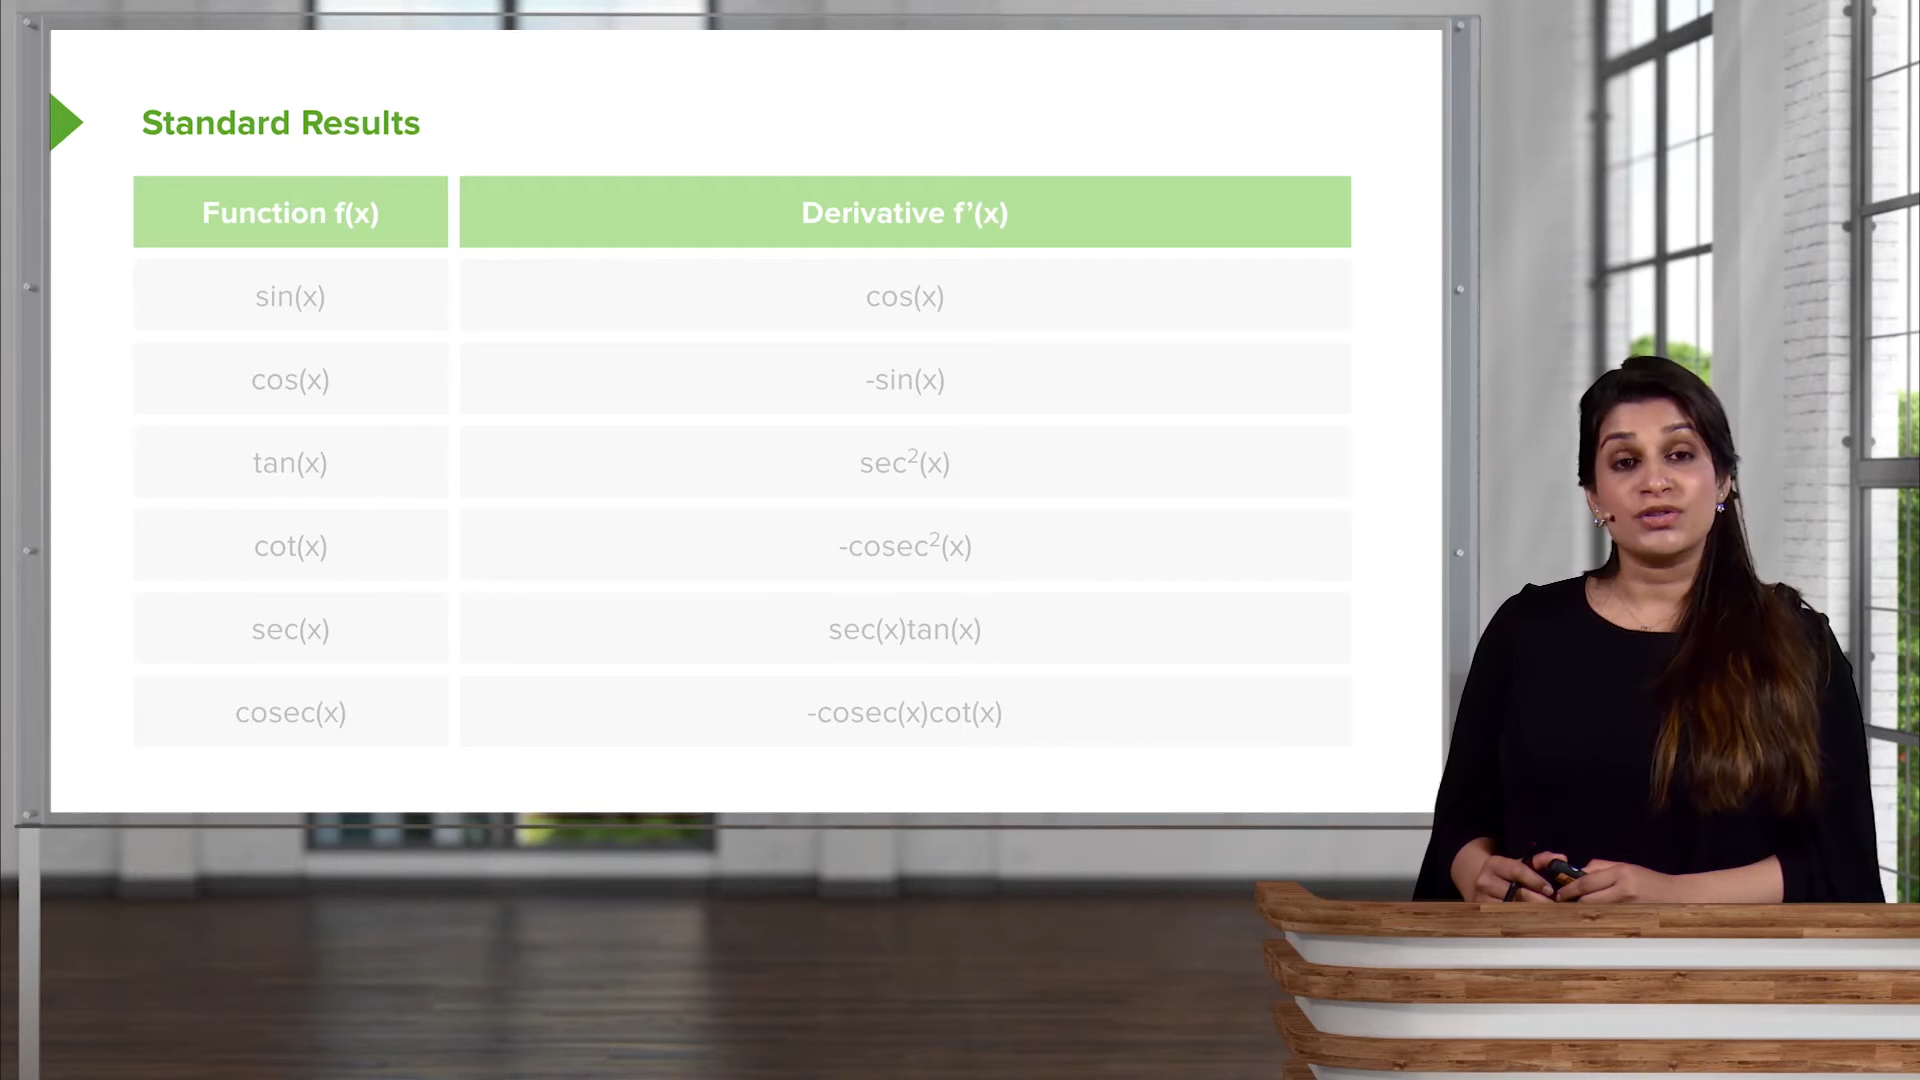 Standard Results
Function f(x) Derivative f’(x)
sin(x) cos(x)
cos(x) -sin(x)
tan(x) sec²(x)
cot(x) -cosec²(x)
sec(x) sec(x)tan(x)
cosec(x) -cosec(x)cot(x)